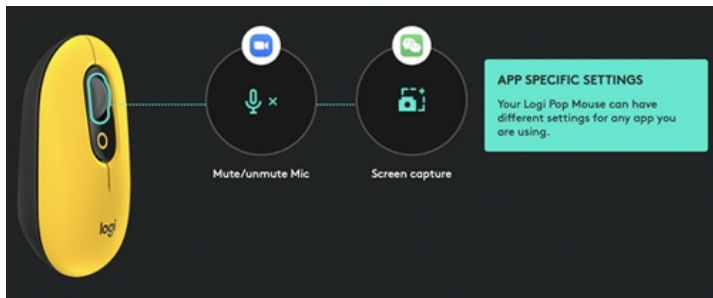 logi
Mute/unmute Mic
Screen capture
APP SPECIFIC SETTINGS
Your Logi Pop Mouse can have
different settings for any app you
are using.